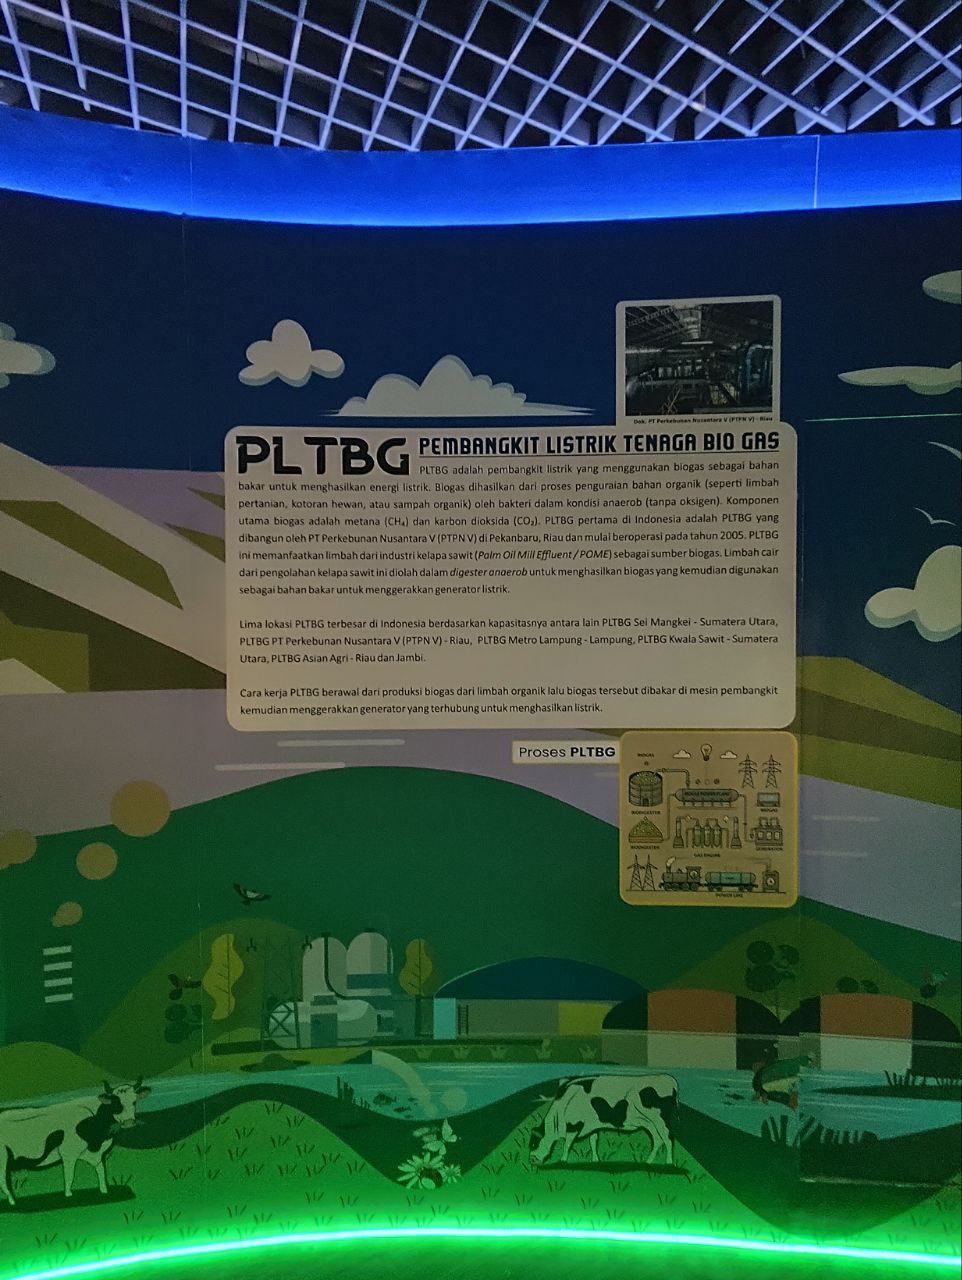 Dok. PT Perkebunan Nusantara V (PTPN V) - Riau
PLTBG PEMBANGKIT LISTRIK TENAGA BIO GAS
PLTBG adalah pembangkit listrik yang menggunakan biogas sebagai bahan
bakar untuk menghasilkan energi listrik. Biogas dihasilkan dari proses penguraian bahan organik (seperti limbah
pertanian, kotoran hewan, atau sampah organik) oleh bakteri dalam kondisi anaerob (tanpa oksigen). Komponen
utama biogas adalah metana (CH₄) dan karbon dioksida (CO₂). PLTBG pertama di Indonesia adalah PLTBG yang
dibangun oleh PT Perkebunan Nusantara V (PTPN V) di Pekanbaru, Riau dan mulai beroperasi pada tahun 2005. PLTBG
ini memanfaatkan limbah dari industri kelapa sawit (Palm Oil Mill Effluent / POME) sebagai sumber biogas. Limbah cair
dari pengolahan kelapa sawit ini diolah dalam digester anaerob untuk menghasilkan biogas yang kemudian digunakan
sebagai bahan bakar untuk menggerakkan generator listrik.
Lima lokasi PLTBG terbesar di Indonesia berdasarkan kapasitasnya antara lain PLTBG Sei Mangkei - Sumatera Utara,
PLTBG PT Perkebunan Nusantara V (PTPN V) - Riau, PLTBG Metro Lampung - Lampung, PLTBG Kwala Sawit - Sumatera
Utara, PLTBG Asian Agri - Riau dan Jambi.
Cara kerja PLTBG berawal dari produksi biogas dari limbah organik lalu biogas tersebut dibakar di mesin pembangkit
kemudian menggerakkan generator yang terhubung untuk menghasilkan listrik.
Proses PLTBG
BIOGAS
BIOGAS POWER PLANT
GAS ENGINE
POWER LINE